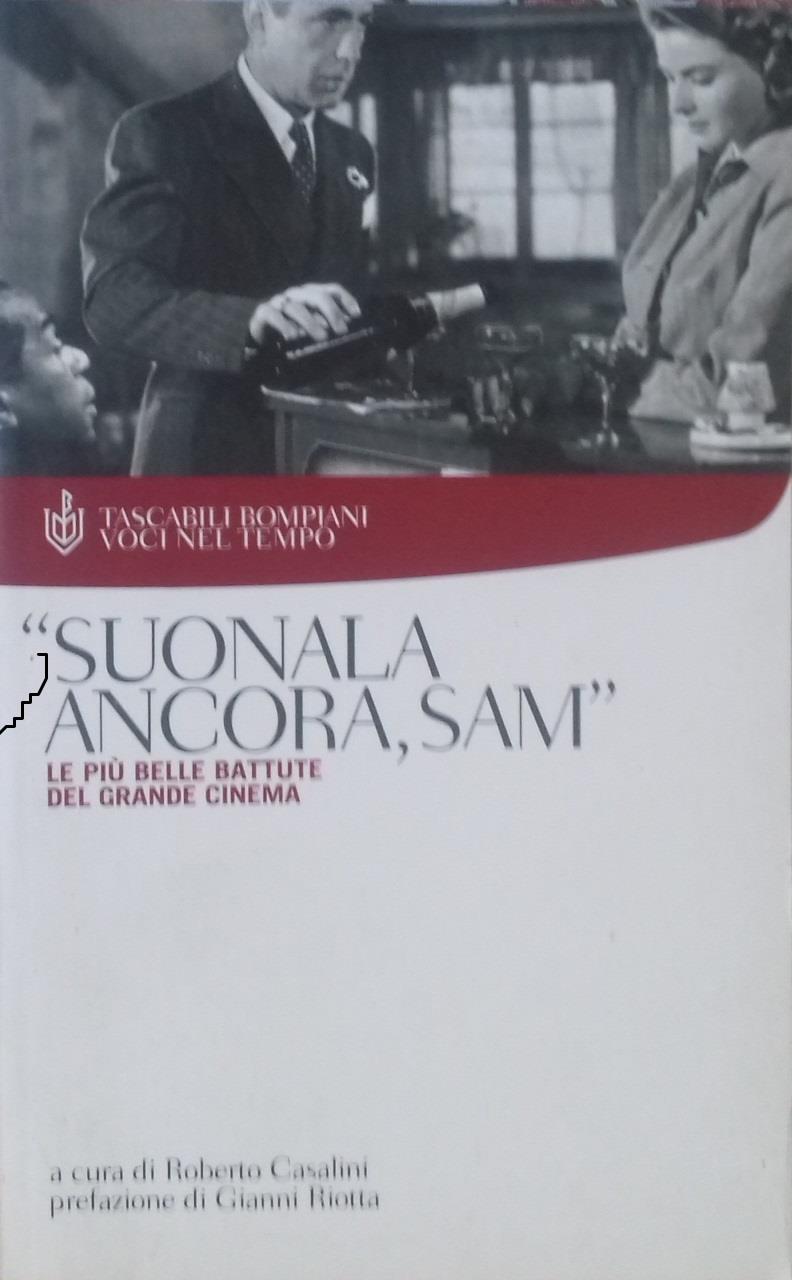 TASCABILI BOMPIANI
VOCI NEL TEMPO
“SUONALA
ANCORA, SAM”
LE PIÙ BELLE BATTUTE
DEL GRANDE CINEMA
a cura di Roberto Casalini
prefazione di Gianni Riotta